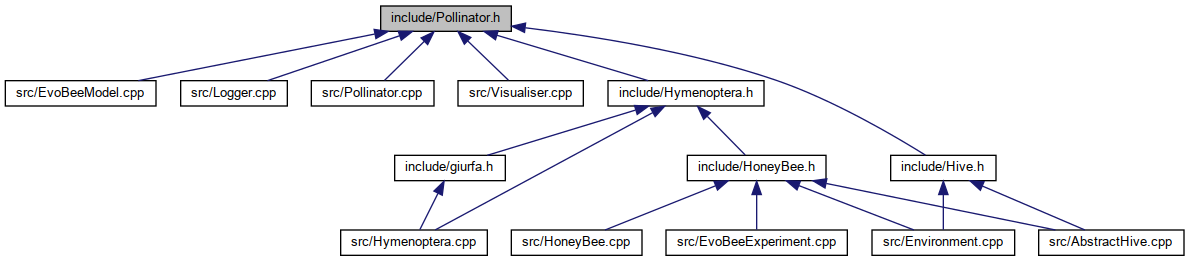 include/Pollinator.h
src/EvoBeeModel.cpp
src/Logger.cpp
src/Pollinator.cpp
src/Visualiser.cpp
include/Hymenoptera.h
include/giurfa.h
include/HoneyBee.h
include/Hive.h
src/Hymenoptera.cpp
src/HoneyBee.cpp
src/EvoBeeExperiment.cpp
src/Environment.cpp
src/AbstractHive.cpp